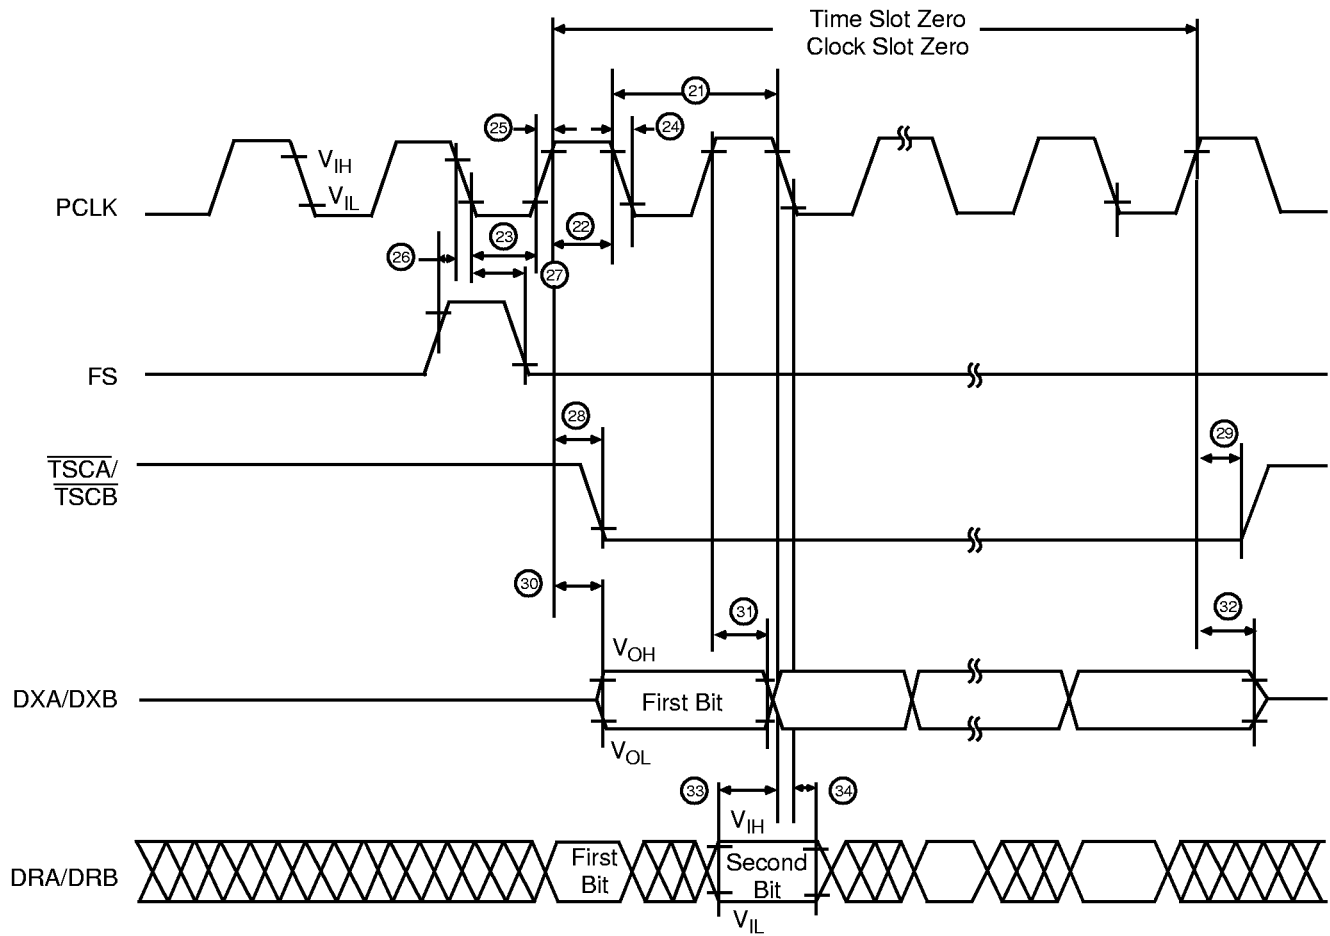 Time Slot Zero
Clock Slot Zero
21
25
24
VIH
VIL
PCLK
23
22
26
27
FS
28
29
TSCA/
TSCB
30
31
32
VOH
DXA/DXB
First Bit
VOL
33
34
VIH
DRA/DRB
First
Bit
Second
Bit
VIL